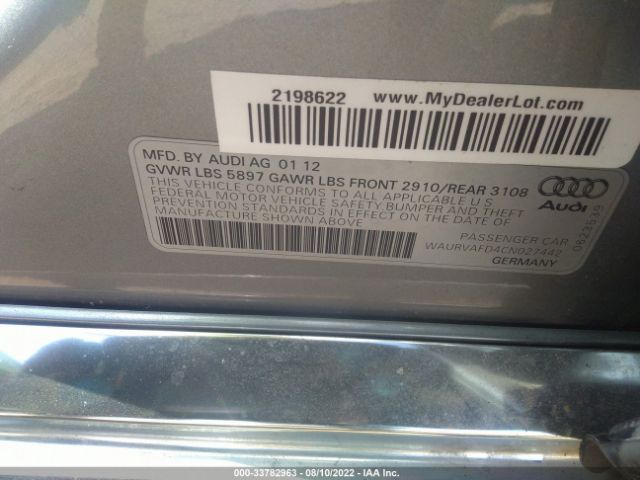 2198622 www.MyDealerLot.com
MFD. BY AUDI AG 01 12
GVWR LBS 5897 GAWR LBS FRONT 2910/REAR 3108
THIS VEHICLE CONFORMS TO ALL APPLICABLE U S
FEDERAL MOTOR VEHICLE SAFETY, BUMPER AND THEFT
PREVENTION STANDARDS IN EFFECT ON THE DATE OF
MANUFACTURE SHOWN ABOVE
Audi
0623535
PASSENGER CAR
WAURVAFD4CN027442
GERMANY
000-33782963 - 08/10/2022 - IAA Inc.